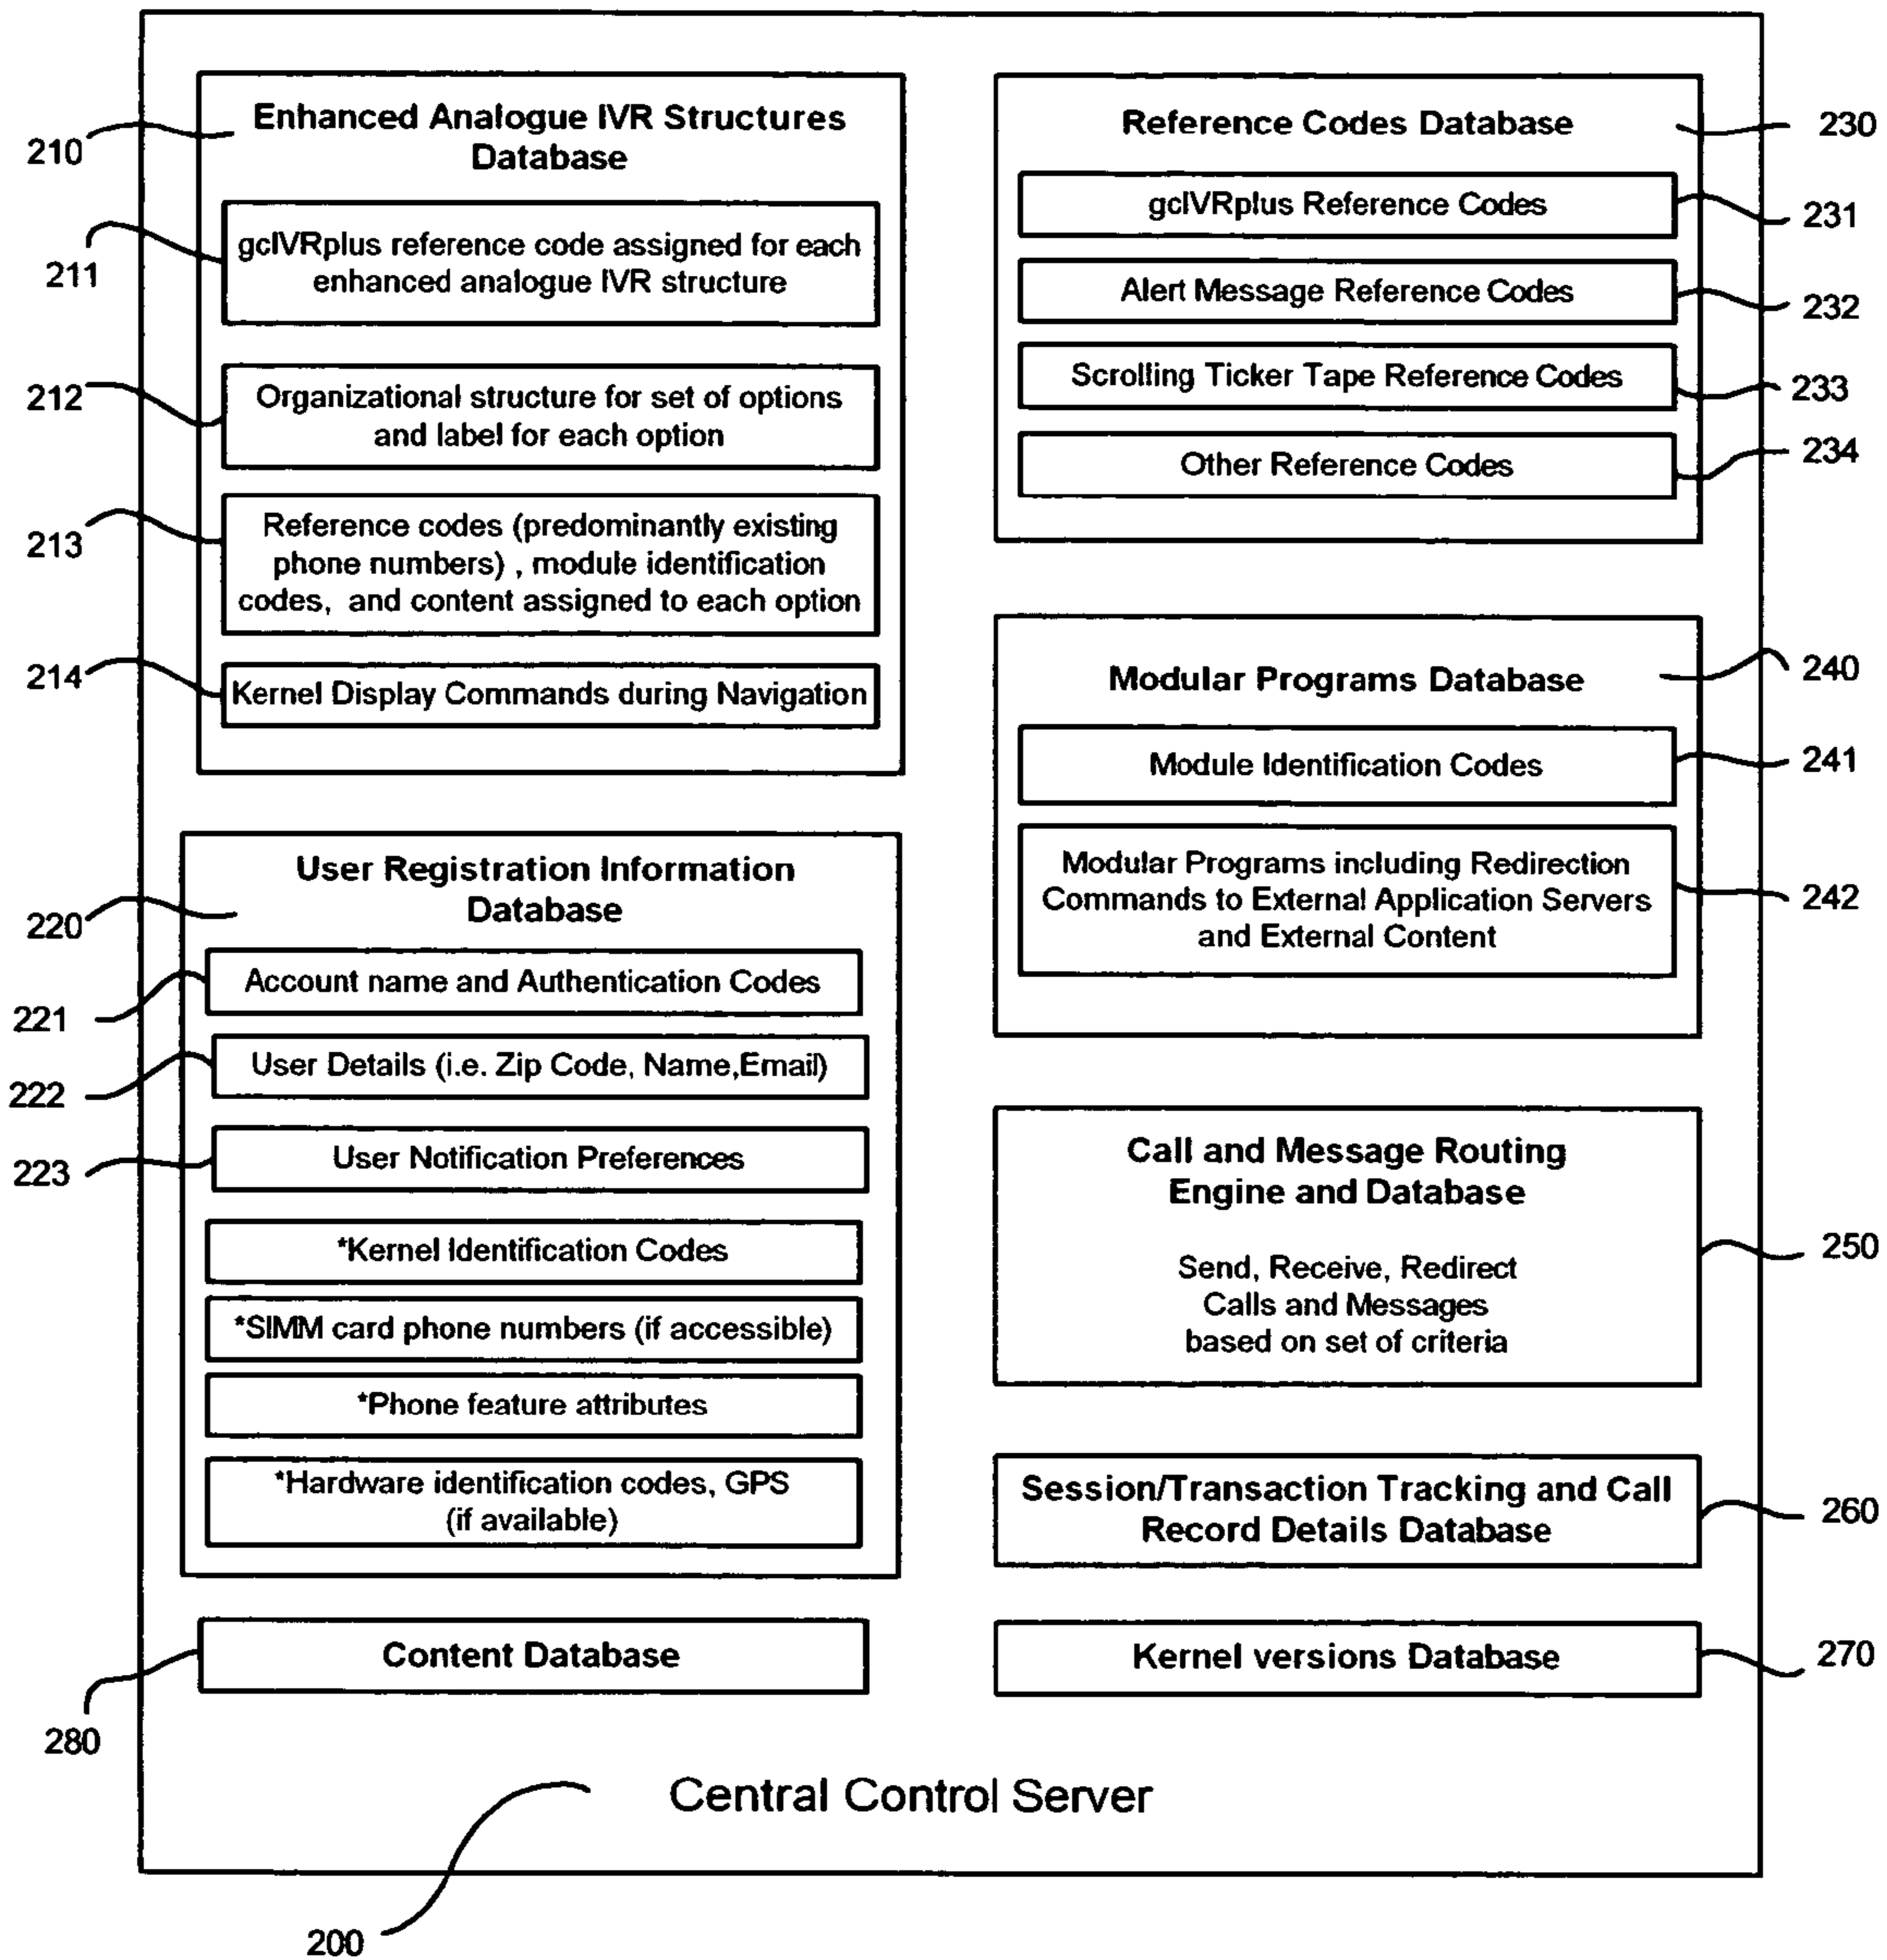 Enhanced Analogue IVR Structures
Database
210
gcIVRplus reference code assigned for each
enhanced analogue IVR structure
211
Organizational structure for set of options
and label for each option
212
Reference codes (predominantly existing
phone numbers) , module identification
codes, and content assigned to each option
213
Kernel Display Commands during Navigation
214
User Registration Information
Database
220
Account name and Authentication Codes
221
User Details (i.e. Zip Code, Name,Email)
222
User Notification Preferences
223
*Kernel Identification Codes
*SIMM card phone numbers (if accessible)
*Phone feature attributes
*Hardware identification codes, GPS
(if available)
Content Database
280
Reference Codes Database
230
gcIVRplus Reference Codes
231
Alert Message Reference Codes
232
Scrolling Ticker Tape Reference Codes
233
Other Reference Codes
234
Modular Programs Database
240
Module Identification Codes
241
Modular Programs including Redirection
Commands to External Application Servers
and External Content
242
Call and Message Routing
Engine and Database
Send, Receive, Redirect
Calls and Messages
based on set of criteria
250
Session/Transaction Tracking and Call
Record Details Database
260
Kernel versions Database
270
Central Control Server
200